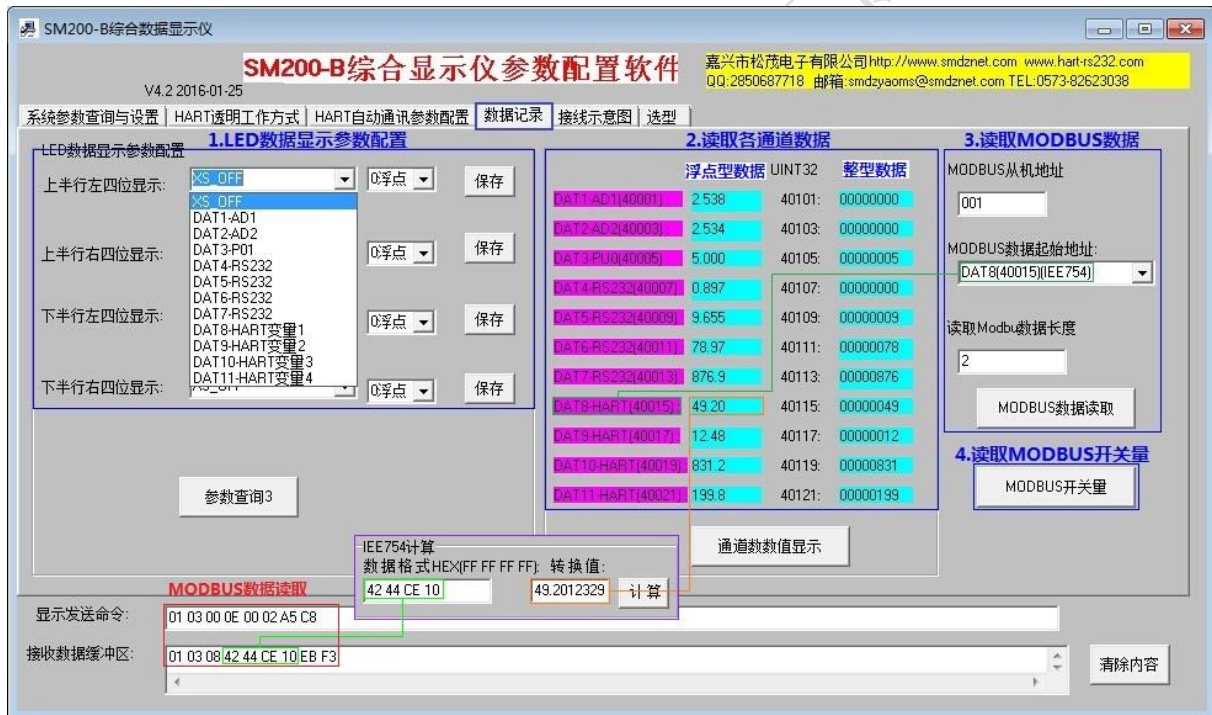 SM200-B综合数据显示仪
SM200-B综合显示仪参数配置软件
嘉兴市松茂电子有限公司http://www.smdznet.com www.hart-rs232.com
QQ:2850687718 邮箱:smdzyaoms@smdznet.com TEL:0573-82623038
V4.2 2016-01-25
系统参数查询与设置 HART透明工作方式 HART自动通讯参数配置 数据记录 接线示意图 选型
LED数据显示参数配置
1.LED数据显示参数配置
上半行左四位显示: XS_OFF 0浮点 保存
XS_OFF
DAT1-AD1
DAT2-AD2
DAT3-P01
DAT4-RS232
DAT5-RS232
DAT6-RS232
DAT7-RS232
DAT8-HART变量1
DAT9-HART变量2
DAT10-HART变量3
DAT11-HART变量4
上半行右四位显示: 0浮点 保存
下半行左四位显示: 0浮点 保存
下半行右四位显示: XS_OFF 0浮点 保存
参数查询3
2.读取各通道数据
浮点型数据 UINT32 整型数据
DAT1-AD1(40001) 2.538 40101: 00000000
DAT2-AD2(40003) 2.534 40103: 00000000
DAT3-PU0(40005) 5.000 40105: 00000005
DAT4-RS232(40007) 0.897 40107: 00000000
DAT5-RS232(40009) 9.655 40109: 00000009
DAT6-RS232(40011) 78.97 40111: 00000078
DAT7-RS232(40013) 876.9 40113: 00000876
DAT8-HART(40015) 49.20 40115: 00000049
DAT9-HART(40017) 12.48 40117: 00000012
DAT10-HART(40019) 831.2 40119: 00000831
DAT11-HART(40021) 199.8 40121: 00000199
通道数数值显示
3.读取MODBUS数据
MODBUS从机地址
001
MODBUS数据起始地址:
DAT8(40015)(IEE754)
读取Modbu数据长度
2
MODBUS数据读取
4.读取MODBUS开关量
MODBUS开关量
IEE754计算
数据格式HEX(FF FF FF FF): 转换值:
42 44 CE 10 49.2012329 计算
MODBUS数据读取
显示发送命令: 01 03 00 0E 00 02 A5 C8
接收数据缓冲区: 01 03 08 42 44 CE 10 EB F3
清除内容